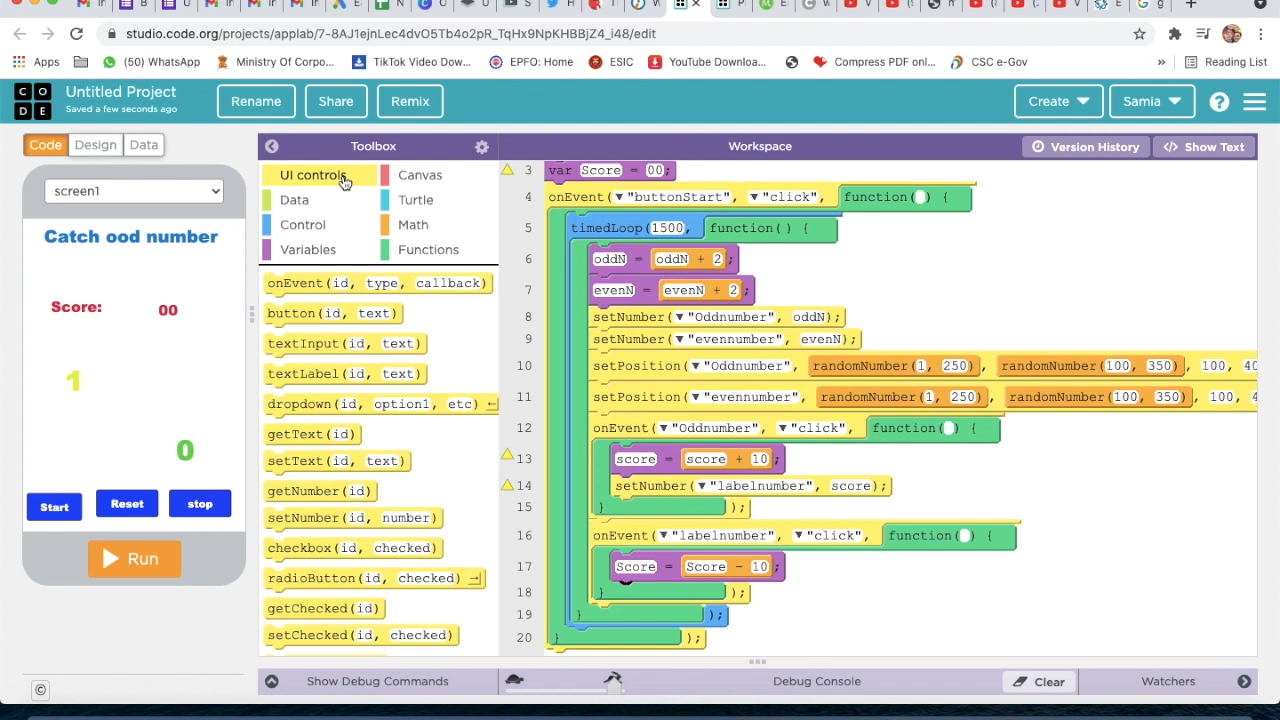 studio.code.org/projects/applab/7-8AJ1ejnLec4dvO5Tb4o2pR_TqHx9NpKHBBjZ4_i48/edit
Apps (50) WhatsApp Ministry Of Corpo... TikTok Video Dow... EPFO: Home ESIC YouTube Downloa... Compress PDF onl... CSC e-Gov » Reading List
CODE
Untitled Project
Saved a few seconds ago
Rename Share Remix Create Samia ?
Code Design Data
Toolbox
Workspace
Version History
</> Show Text
screen1
Catch ood number
Score: 00
1
0
Start Reset stop
Run
UI controls
Canvas
Data
Turtle
Control
Math
Variables
Functions
onEvent(id, type, callback)
button(id, text)
textInput(id, text)
textLabel(id, text)
dropdown(id, option1, etc)
getText(id)
setText(id, text)
getNumber(id)
setNumber(id, number)
checkbox(id, checked)
radioButton(id, checked)
getChecked(id)
setChecked(id, checked)
3 var Score = 00;
4 onEvent(▼"buttonStart", ▼"click", function() {
5 timedLoop(1500, function() {
6 oddN = oddN + 2;
7 evenN = evenN + 2;
8 setNumber(▼"Oddnumber", oddN);
9 setNumber(▼"evennumber", evenN);
10 setPosition(▼"Oddnumber", randomNumber(1, 250), randomNumber(100, 350), 100, 40
11 setPosition(▼"evennumber", randomNumber(1, 250), randomNumber(100, 350), 100, 4
12 onEvent(▼"Oddnumber", ▼"click", function() {
13 score = score + 10;
14 setNumber(▼"labelnumber", score);
15 });
16 onEvent(▼"labelnumber", ▼"click", function() {
17 Score = Score - 10;
18 });
19 });
20 });
©
Show Debug Commands
Debug Console
Clear
Watchers